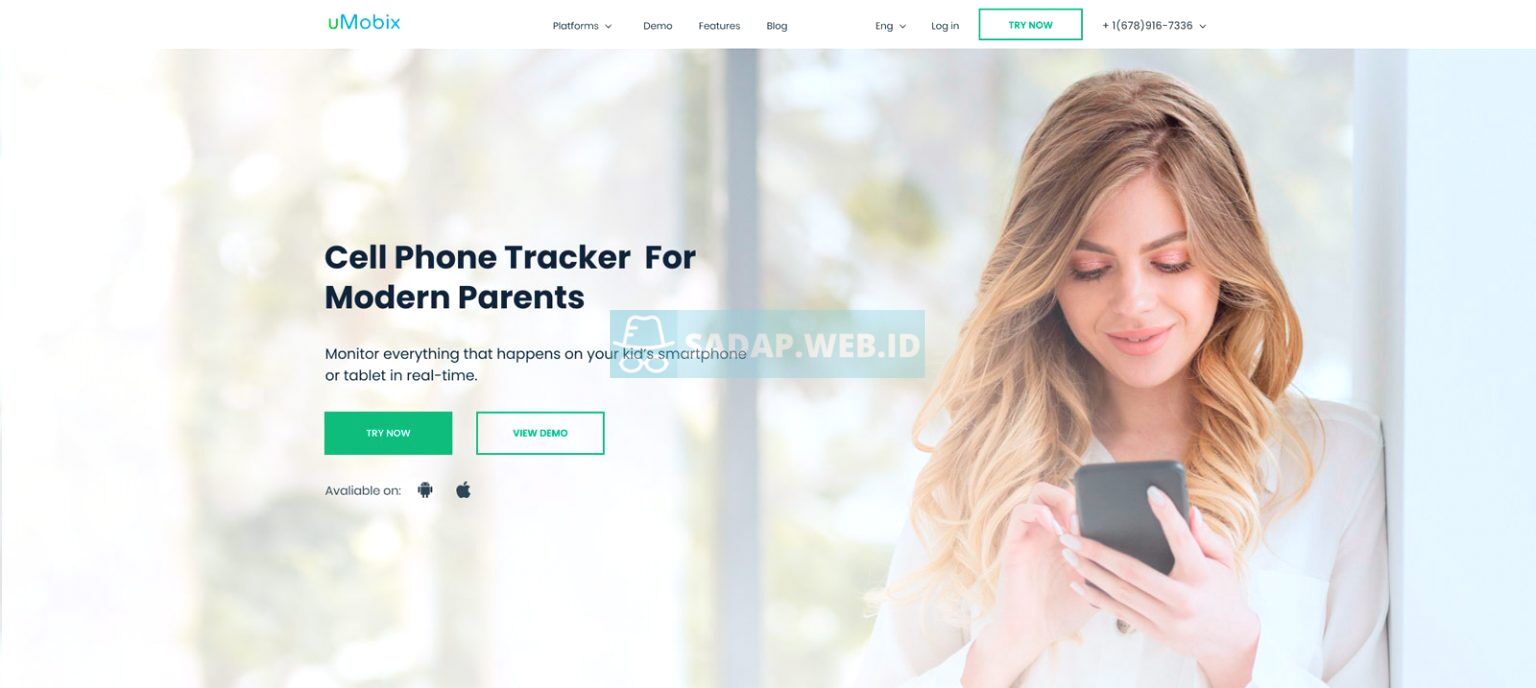 uMobix
Platforms
Demo
Features
Blog
Eng
Log in
TRY NOW
+ 1(678)916-7336
Cell Phone Tracker For
Modern Parents
SADAP.WEB.ID
Monitor everything that happens on your kid's smartphone
or tablet in real-time.
TRY NOW
VIEW DEMO
Avaliable on: